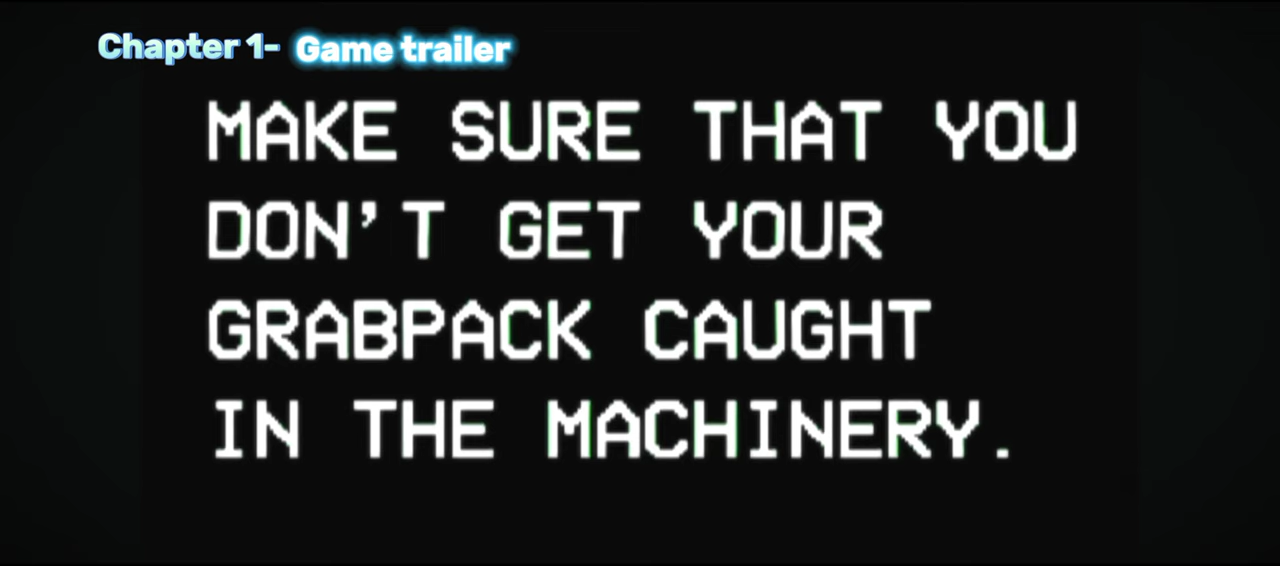 Chapter 1- Game trailer
MAKE SURE THAT YOU
DON'T GET YOUR
GRABPACK CAUGHT
IN THE MACHINERY.